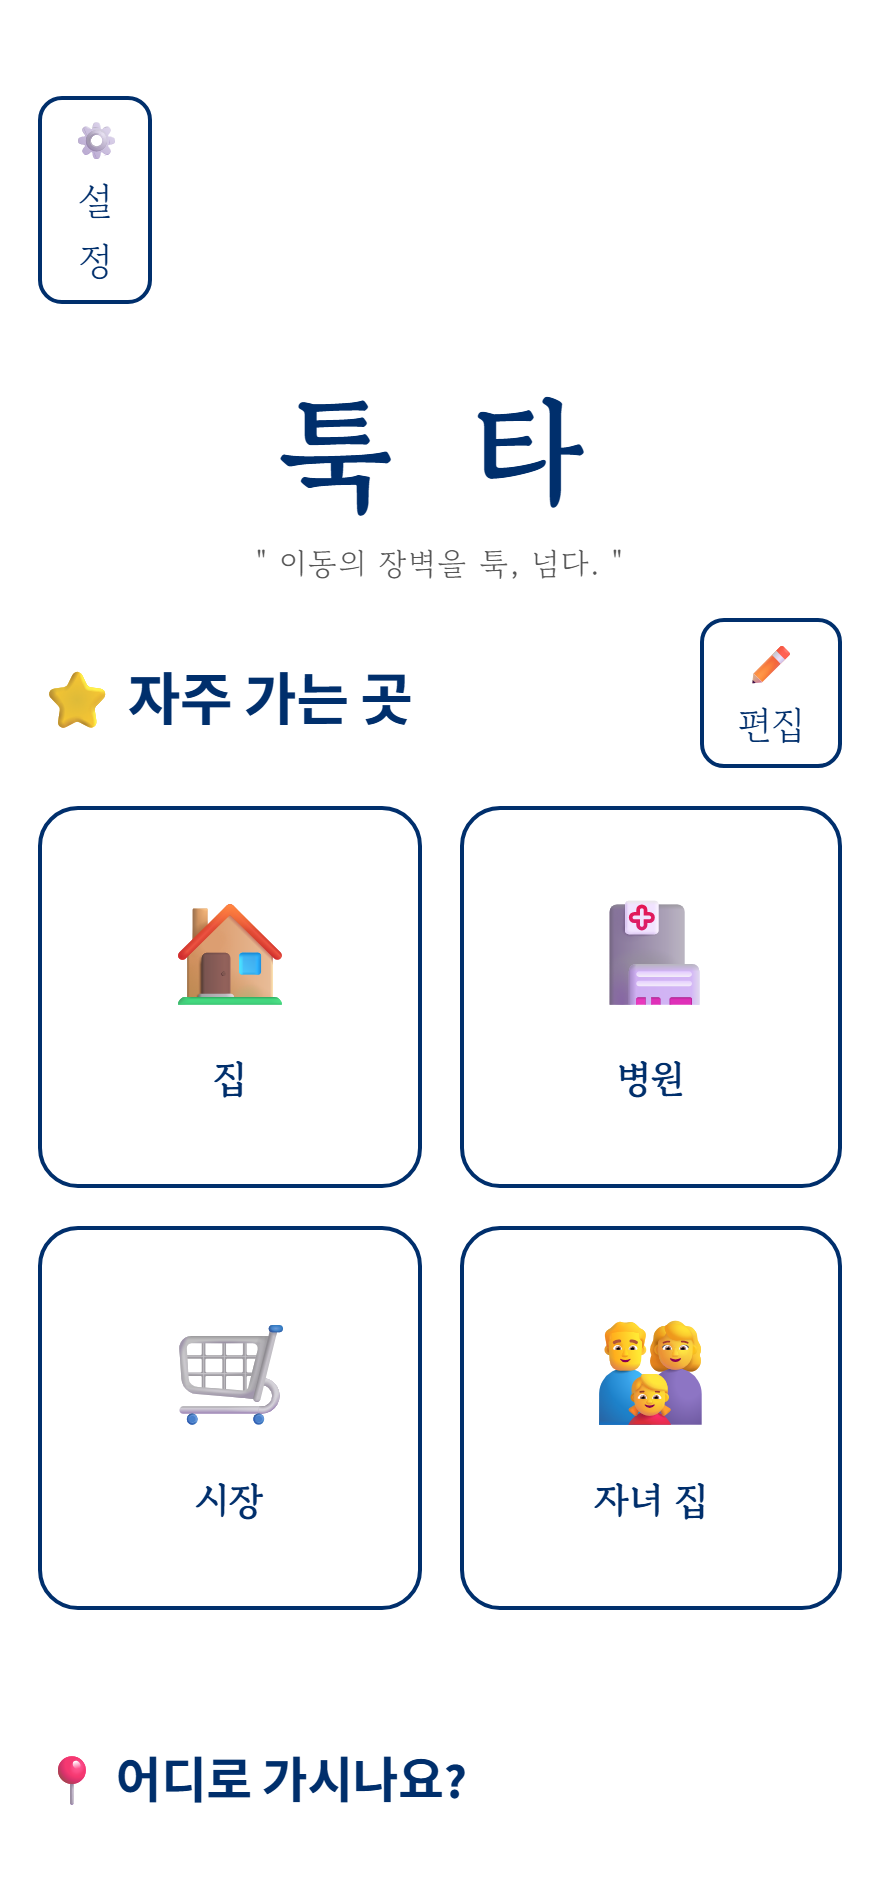 설
정
툭 타
" 이동의 장벽을 툭, 넘다. "
자주 가는 곳
편집
집
병원
시장
자녀 집
어디로 가시나요?